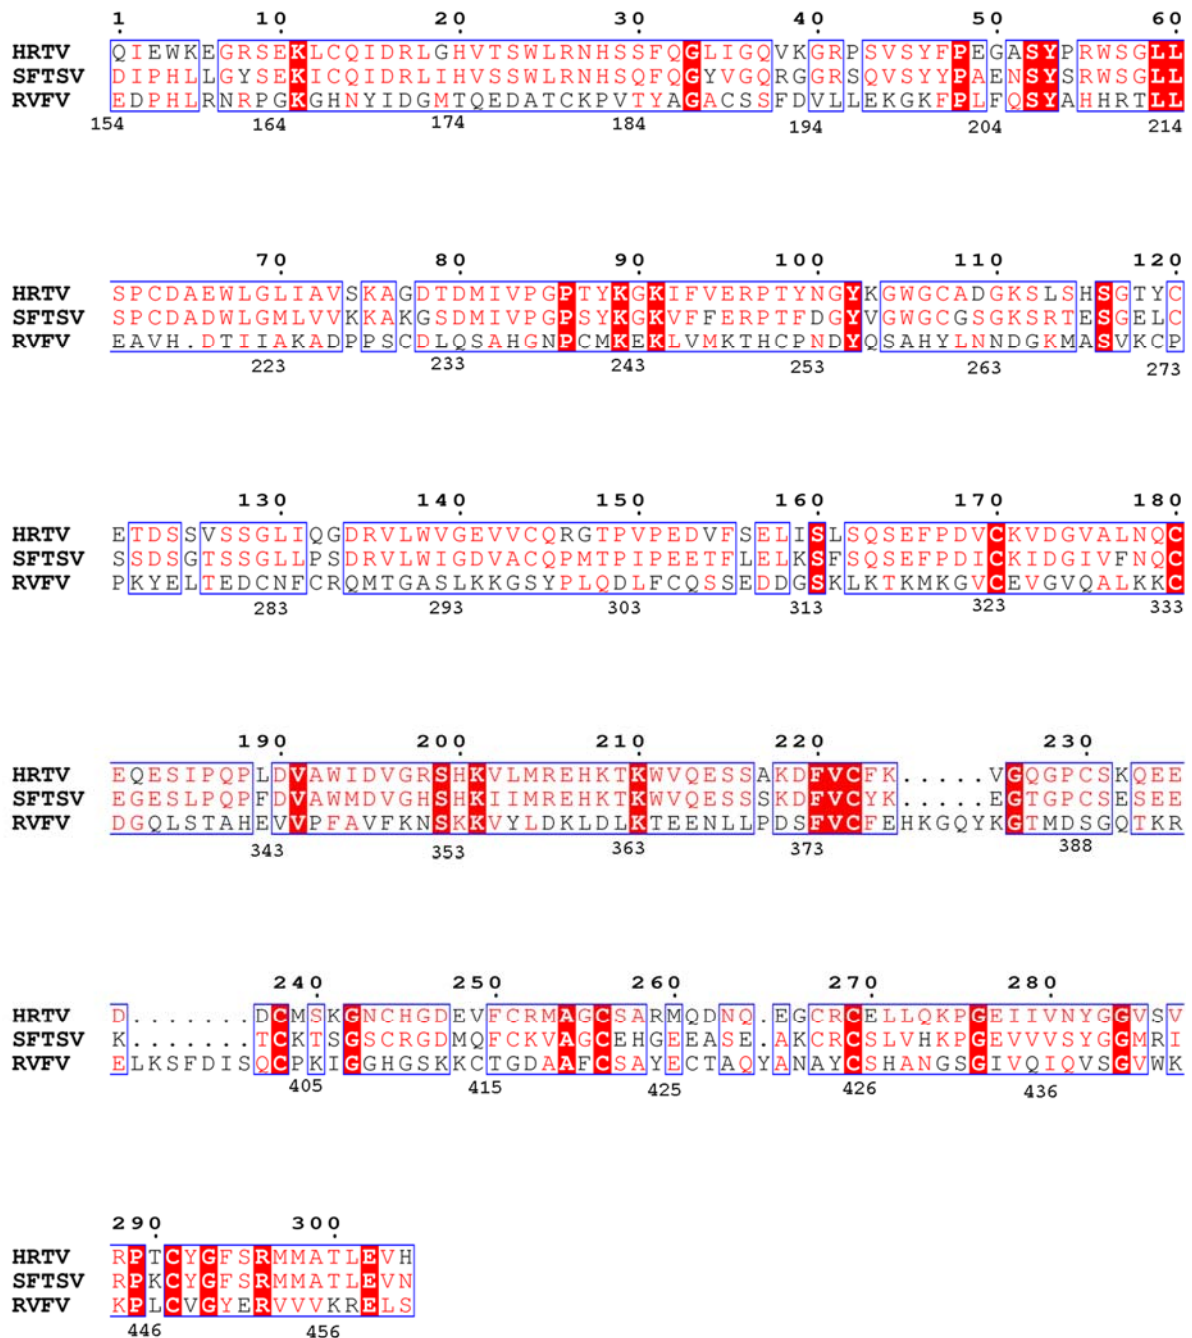 1 10 20 30 40 50 60
HRTV QIEWKEGRSEKLCQIDRLGHVTSWLRNHSSFQGLIGQVKGRPSVSYFPEGASYPRWSGLL
SFTSV DIPHLLGYSEKICQIDRLIHVSSWLRNHSQFQGYVGQRGGRSQVSYYPAENSYSRWSGLL
RVFV EDPHLRNRPGKGHNYIDGMTQEDATCKPVTYAGACSSFDVLLEKGKFPLFQSYAHHRTLL
154 164 174 184 194 204 214
70 80 90 100 110 120
HRTV SPCDAEWLGLIAVSKAGDTDMIVPGPTYKGKIFVERPTYNGYKGWGCADGKSLSHSGTYC
SFTSV SPCDADWLGMLVVKKAKGSDMIVPGPSYKGKVFFERPTFDGYVGWGCGSGKSRTESGELC
RVFV EAVH.DTIIAKADPPSCDLQSAHGNPCMKEKLVMKTHCPNDYQSAHYLNNDGKMASVKCP
223 233 243 253 263 273
130 140 150 160 170 180
HRTV ETDSSVSSGLIQGDRVLWVGEVVCQRGTPVPEDVFSELISLSQSEFPDVCKVDGVALNQC
SFTSV SSDSGTSSGLLPSDRVLWIGDVACQPMTPIPEETFLELKSFSQSEFPDICKIDGIVFNQC
RVFV PKYELTEDCNFCRQMTGASLKKGSYPLQDLFCQSSEDDGSKLKTKMKGVCEVGVQALKKC
283 293 303 313 323 333
190 200 210 220 230
HRTV EQESIPQPLDVAWIDVGRSHKVLMREHKTKWVQESSAKDFVCFK.....VGQGPCSKQEE
SFTSV EGESLPQPFDVAWMDVGHSHKIIMREHKTKWVQESSSKDFVCYK.....EGTGPCSESEE
RVFV DGQLSTAHEVVPFAVFKNSKKVYLDKLDLKTEENLLPDSFVCFEHKGQYKGTMDSGQTKR
343 353 363 373 388
240 250 260 270 280
HRTV D.......DCMSKGNCHGDEVFCRMAGCSARMQDNQ.EGCRCELLQKPGEIIVNYGGVSV
SFTSV K.......TCKTSGSCRGDMQFCKVAGCEHGEEASE.AKCRCSLVHKPGEVVVSYGGMRI
RVFV ELKSFDISQCPKIGGHGSKKCTGDAAFCSAYECTAQYANAYCSHANGSGIVQIQVSGVWK
405 415 425 426 436
290 300
HRTV RPTCYGFSRMMATLEVH
SFTSV RPKCYGFSRMMATLEVN
RVFV KPLCVGYERVVVKRELS
446 456